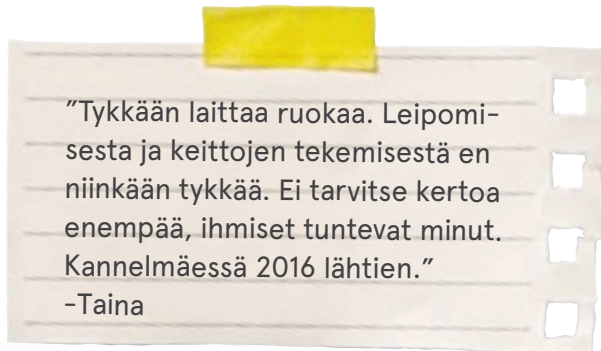 ”Tykkään laittaa ruokaa. Leipomi-
sesta ja keittojen tekemisestä en
niinkään tykkää. Ei tarvitse kertoa
enempää, ihmiset tuntevat minut.
Kannelmäessä 2016 lähtien.”
-Taina